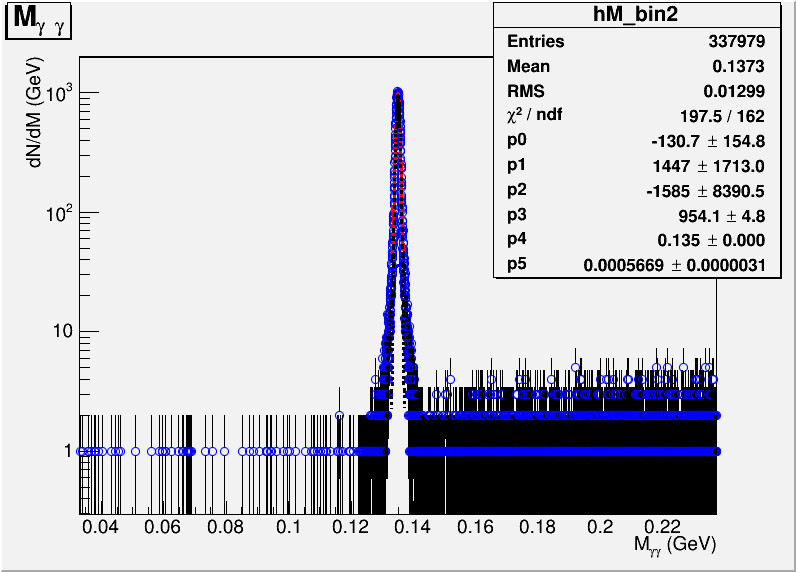 M γ γ
hM_bin2
Entries 337979
Mean 0.1373
RMS 0.01299
χ² / ndf 197.5 / 162
p0 -130.7 ± 154.8
p1 1447 ± 1713.0
p2 -1585 ± 8390.5
p3 954.1 ± 4.8
p4 0.135 ± 0.000
p5 0.0005669 ± 0.0000031
dN/dM (GeV)
10³
10²
10
1
0.04 0.06 0.08 0.1 0.12 0.14 0.16 0.18 0.2 0.22
M γγ (GeV)